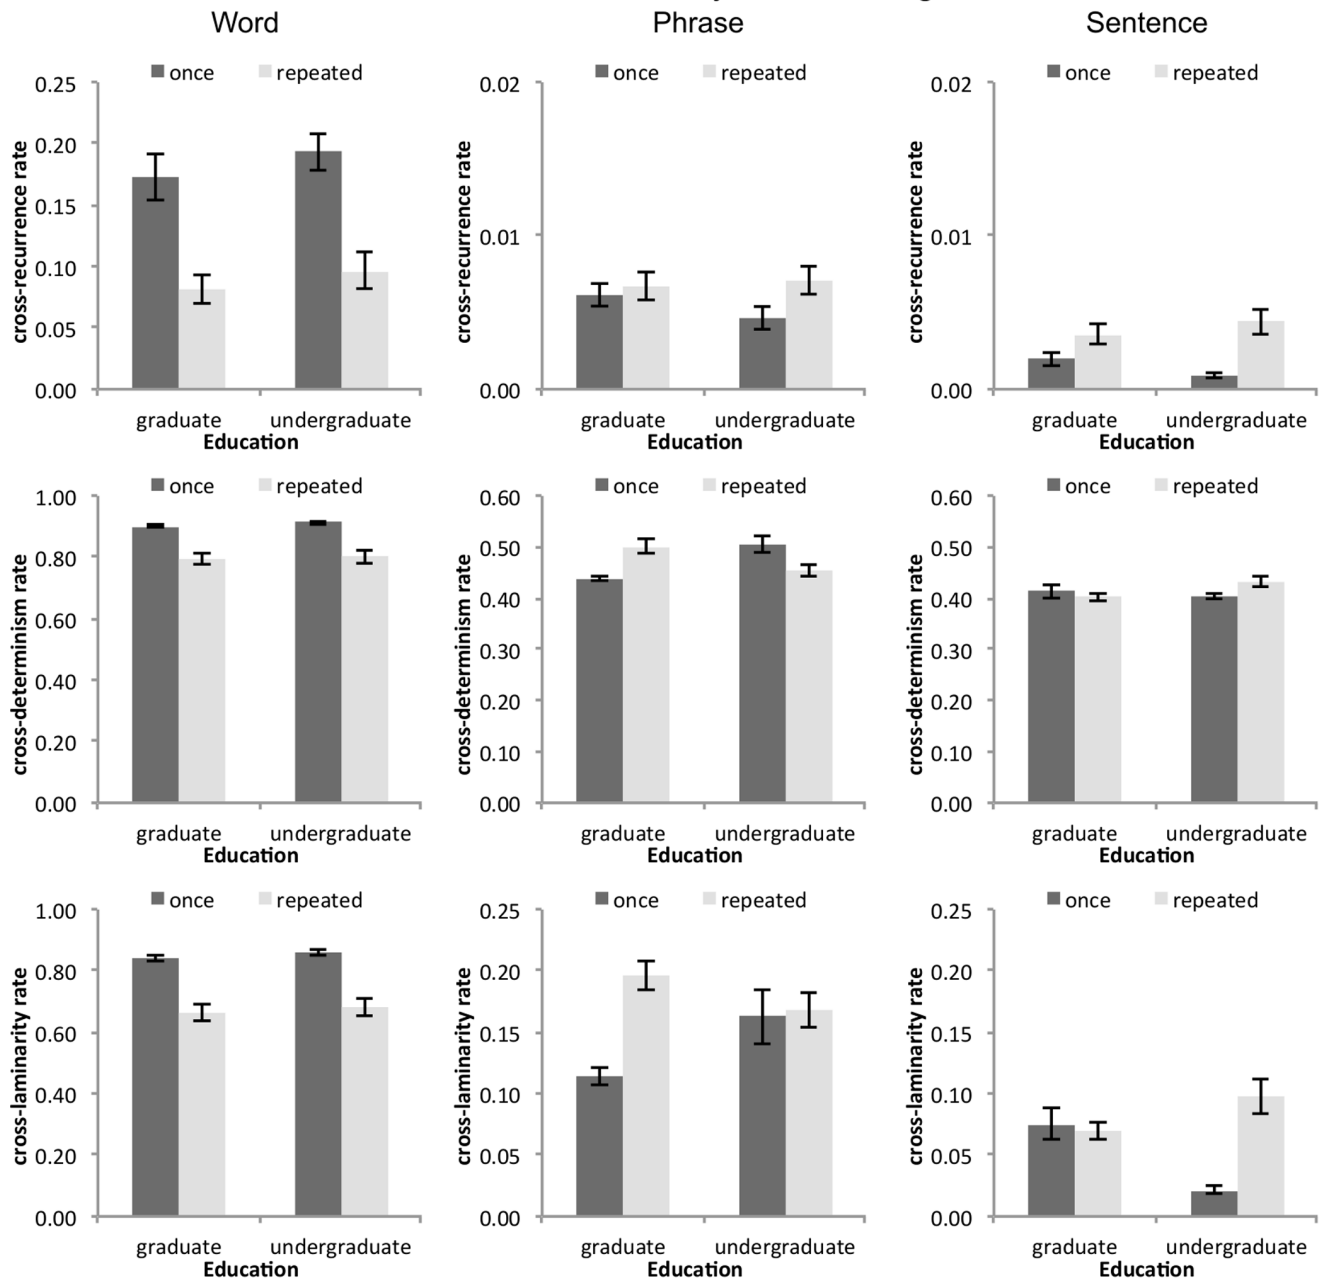 Word Phrase Sentence
once repeated once repeated once repeated
0.25 0.02 0.02
0.20
0.15
0.10 0.01 0.01
0.05
0.00 0.00 0.00
cross-recurrence rate cross-recurrence rate cross-recurrence rate
graduate undergraduate graduate undergraduate graduate undergraduate
Education Education Education
once repeated once repeated once repeated
1.00 0.60 0.60
0.80 0.50 0.50
0.60 0.40 0.40
0.40 0.30 0.30
0.20 0.20 0.20
0.00 0.10 0.10
0.00 0.00
cross-determinism rate cross-determinism rate cross-determinism rate
graduate undergraduate graduate undergraduate graduate undergraduate
Education Education Education
once repeated once repeated once repeated
1.00 0.25 0.25
0.80 0.20 0.20
0.60 0.15 0.15
0.40 0.10 0.10
0.20 0.05 0.05
0.00 0.00 0.00
cross-laminarity rate cross-laminarity rate cross-laminarity rate
graduate undergraduate graduate undergraduate graduate undergraduate
Education Education Education